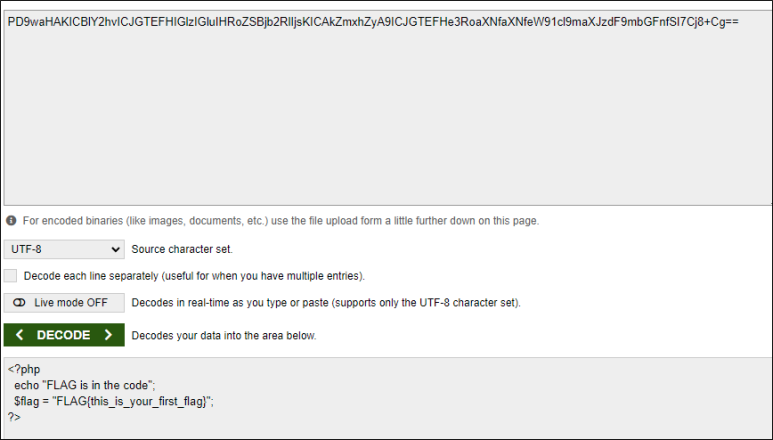 PD9waHAKICBlY2hvICJGTEFHIGlzIGluIHRoZSBjb2RlIjsKICAkZmxhZyA9ICJGTEFHe3RoaXNfaXNfeW91cl9maXJzdF9mbGFnfSI7Cj8+Cg==
For encoded binaries (like images, documents, etc.) use the file upload form a little further down on this page.
UTF-8 Source character set.
Decode each line separately (useful for when you have multiple entries).
Live mode OFF Decodes in real-time as you type or paste (supports only the UTF-8 character set).
< DECODE > Decodes your data into the area below.
<?php
  echo "FLAG is in the code";
  $flag = "FLAG{this_is_your_first_flag}";
?>